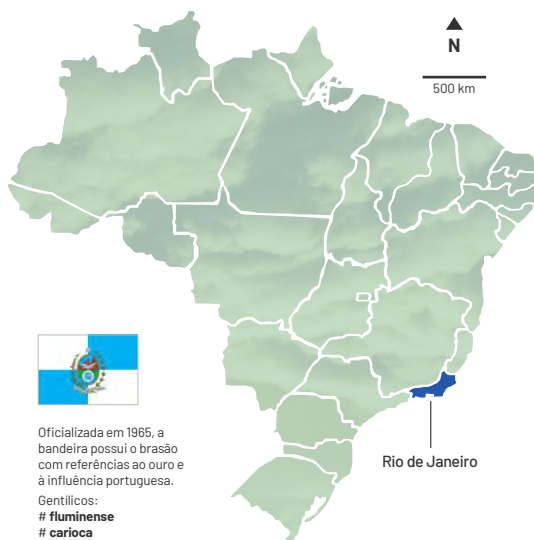 N
500 km
Rio de Janeiro
Oficializada em 1965, a
bandeira possui o brasão
com referências ao ouro e
à influência portuguesa.
Gentílicos:
# fluminense
# carioca